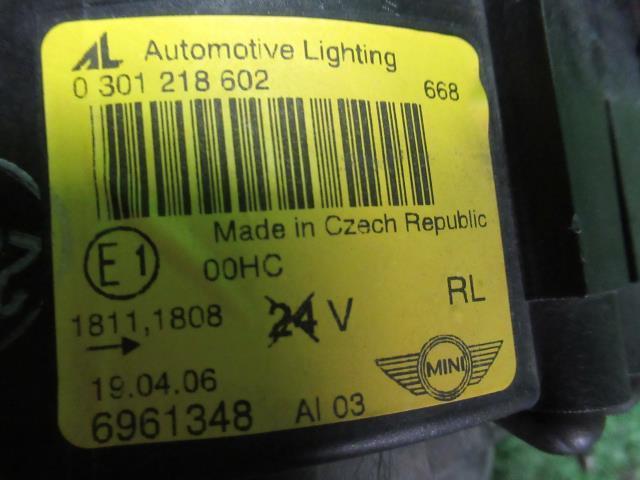 AL Automotive Lighting
0 301 218 602 668
Made in Czech Republic
E1 00HC
RL
1811,1808 24 V
MINI
19.04.06
6961348 AI 03